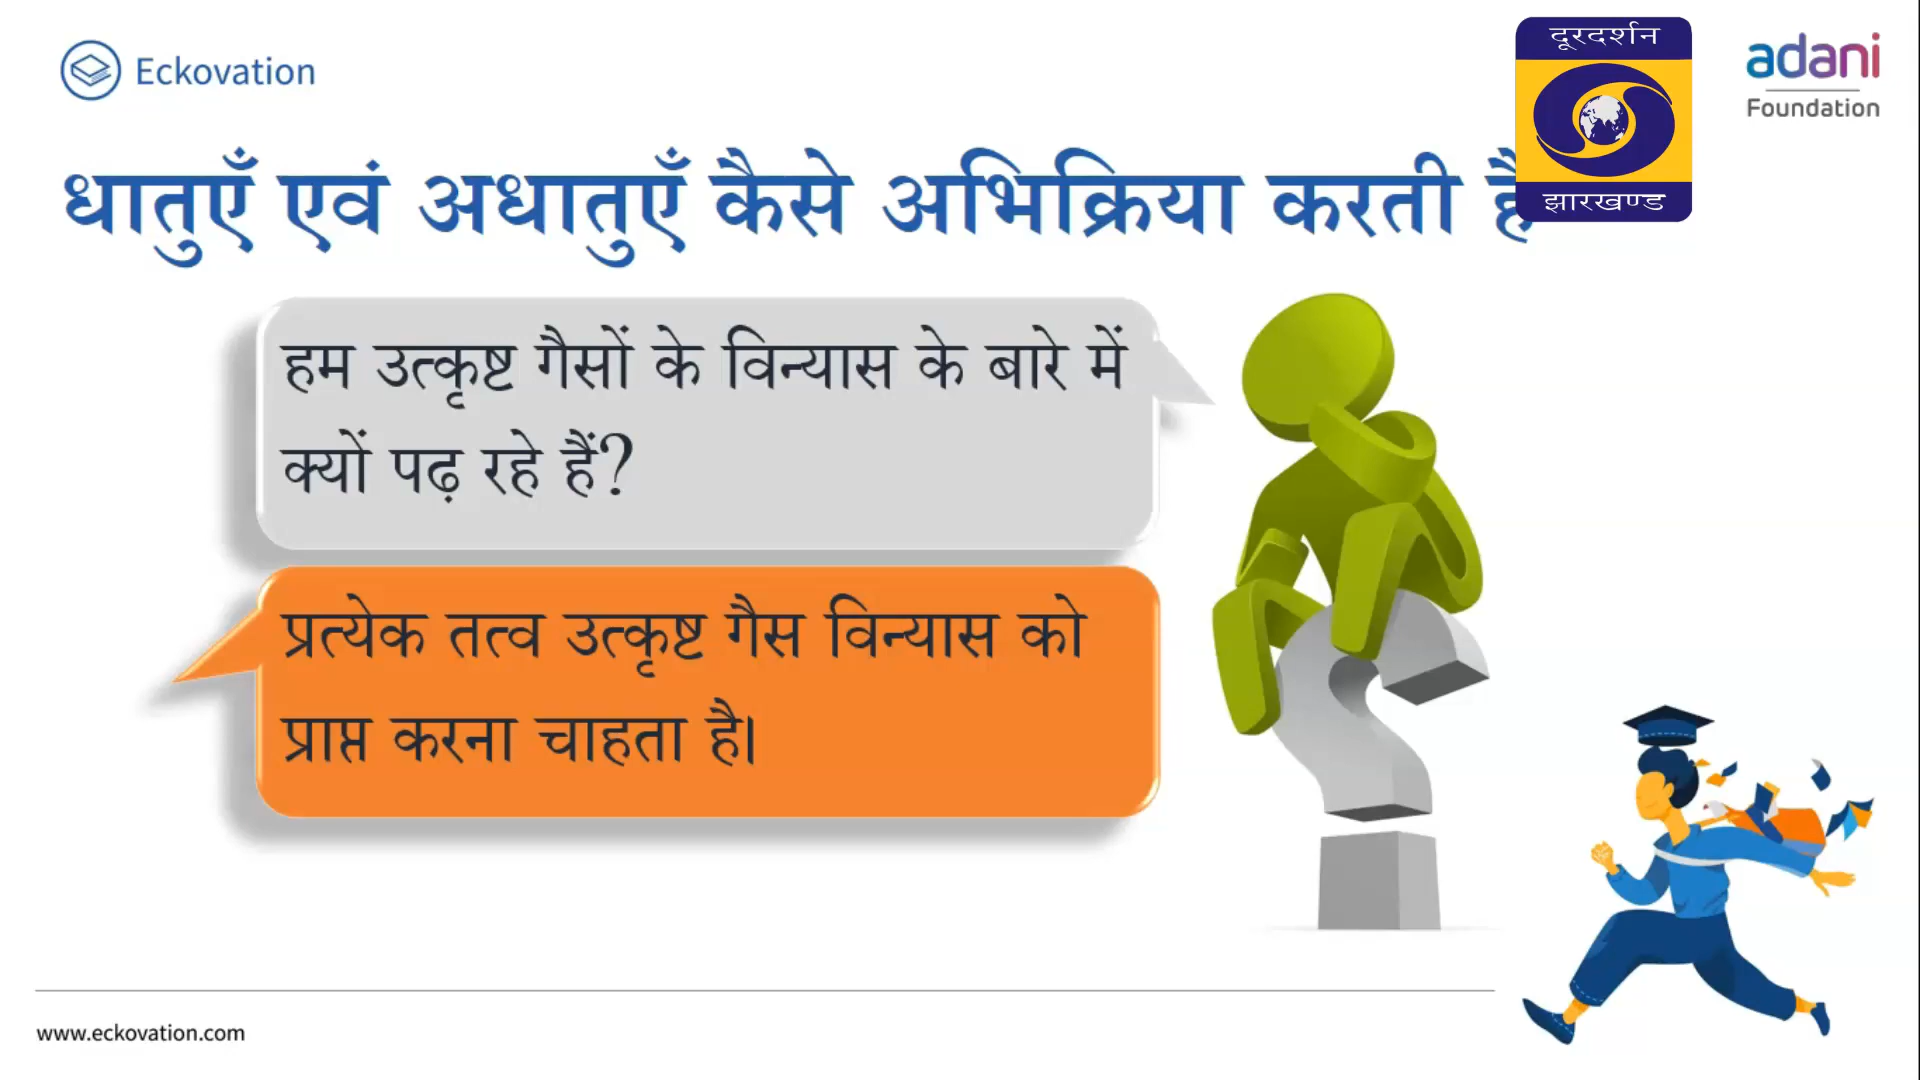 Eckovation
दूरदर्शन
झारखण्ड
adani
Foundation
धातुएँ एवं अधातुएँ कैसे अभिक्रिया करती
हम उत्कृष्ट गैसों के विन्यास के बारे में
क्यों पढ़ रहे हैं?
प्रत्येक तत्व उत्कृष्ट गैस विन्यास को
प्राप्त करना चाहता है।
www.eckovation.com